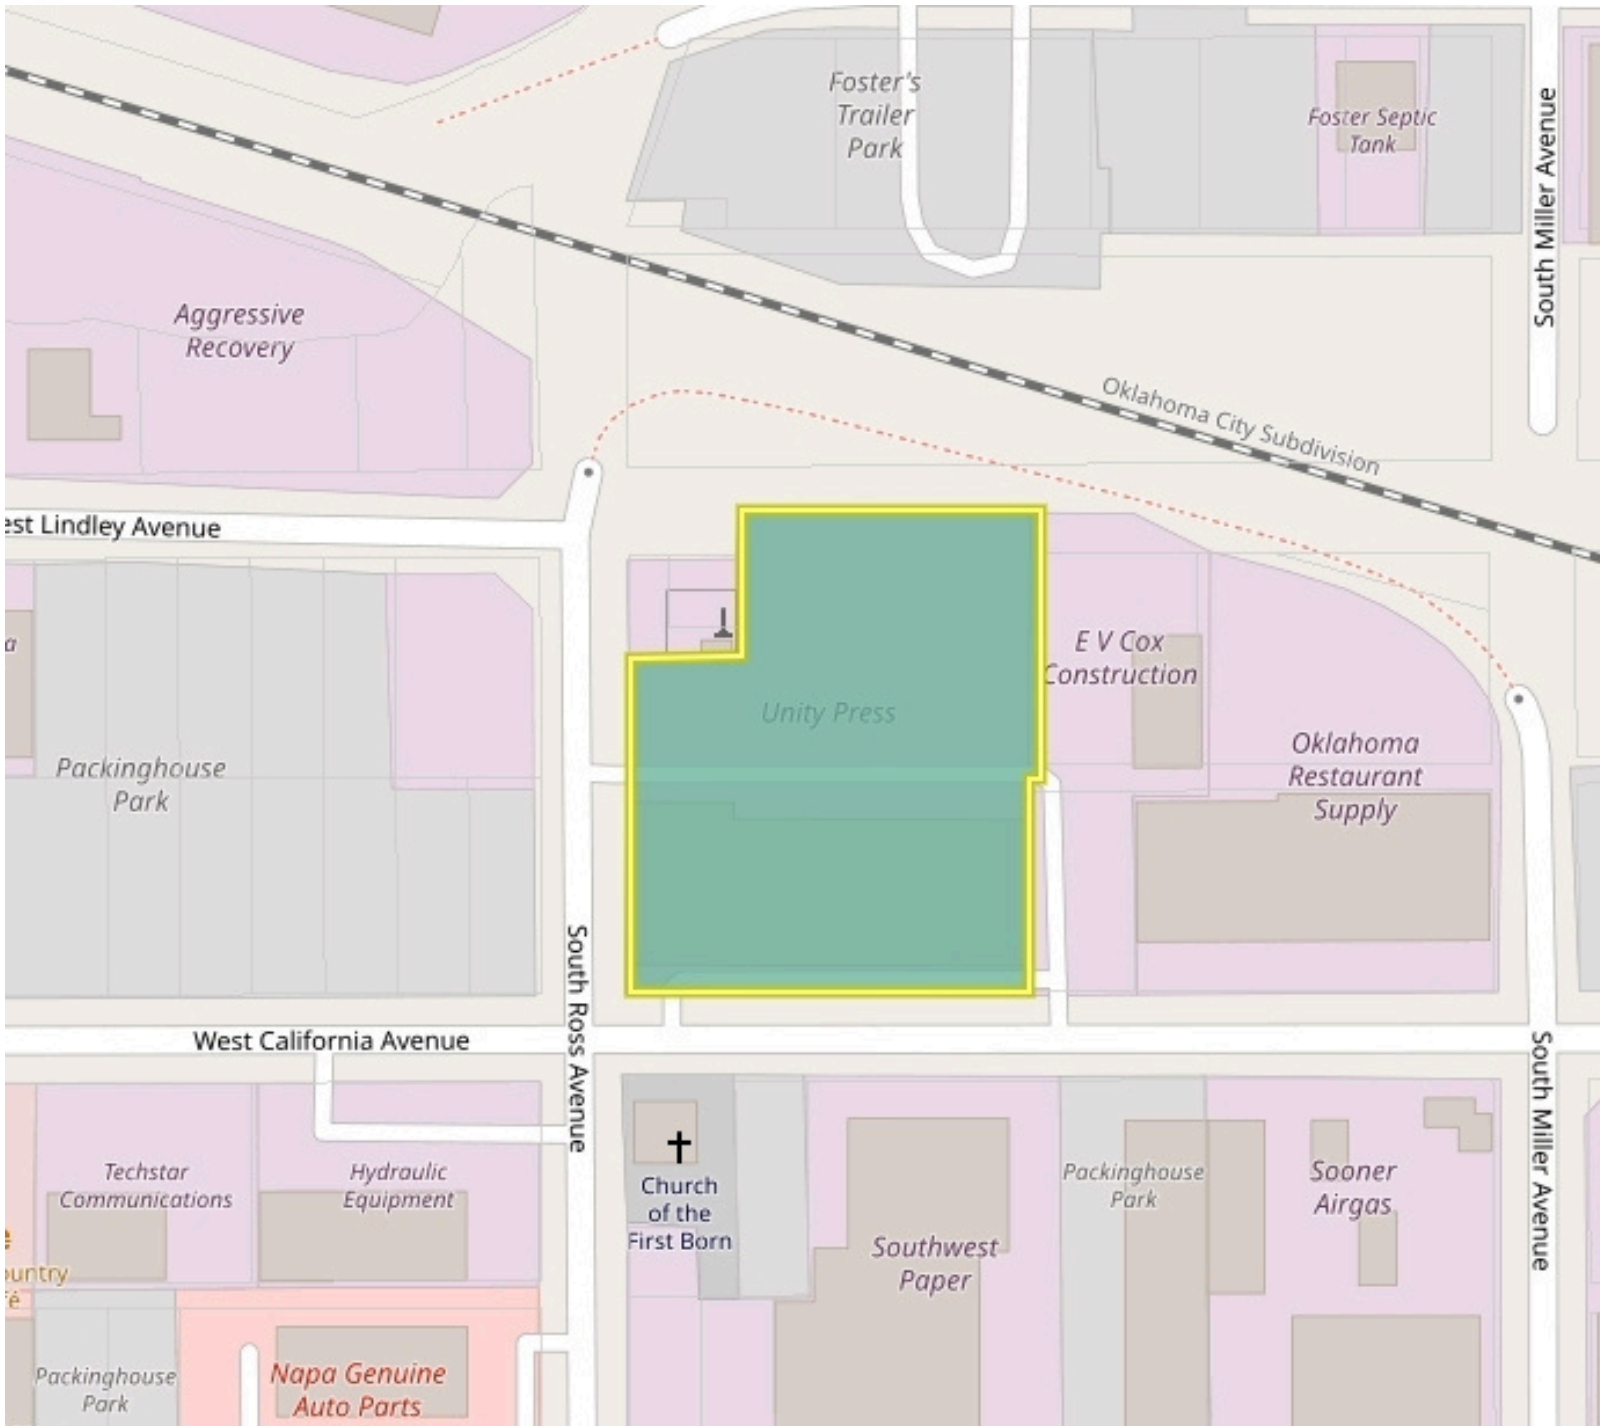 Foster's
Trailer
Park
Foster Septic
Tank
South Miller Avenue
Aggressive
Recovery
Oklahoma City Subdivision
est Lindley Avenue
E V Cox
Construction
Unity Press
a
Packinghouse
Park
Oklahoma
Restaurant
Supply
South Ross Avenue
West California Avenue
South Miller Avenue
Techstar
Communications
Hydraulic
Equipment
Church
of the
First Born
Packinghouse
Park
Sooner
Airgas
e
ountry
fé
Southwest
Paper
Packinghouse
Park
Napa Genuine
Auto Parts